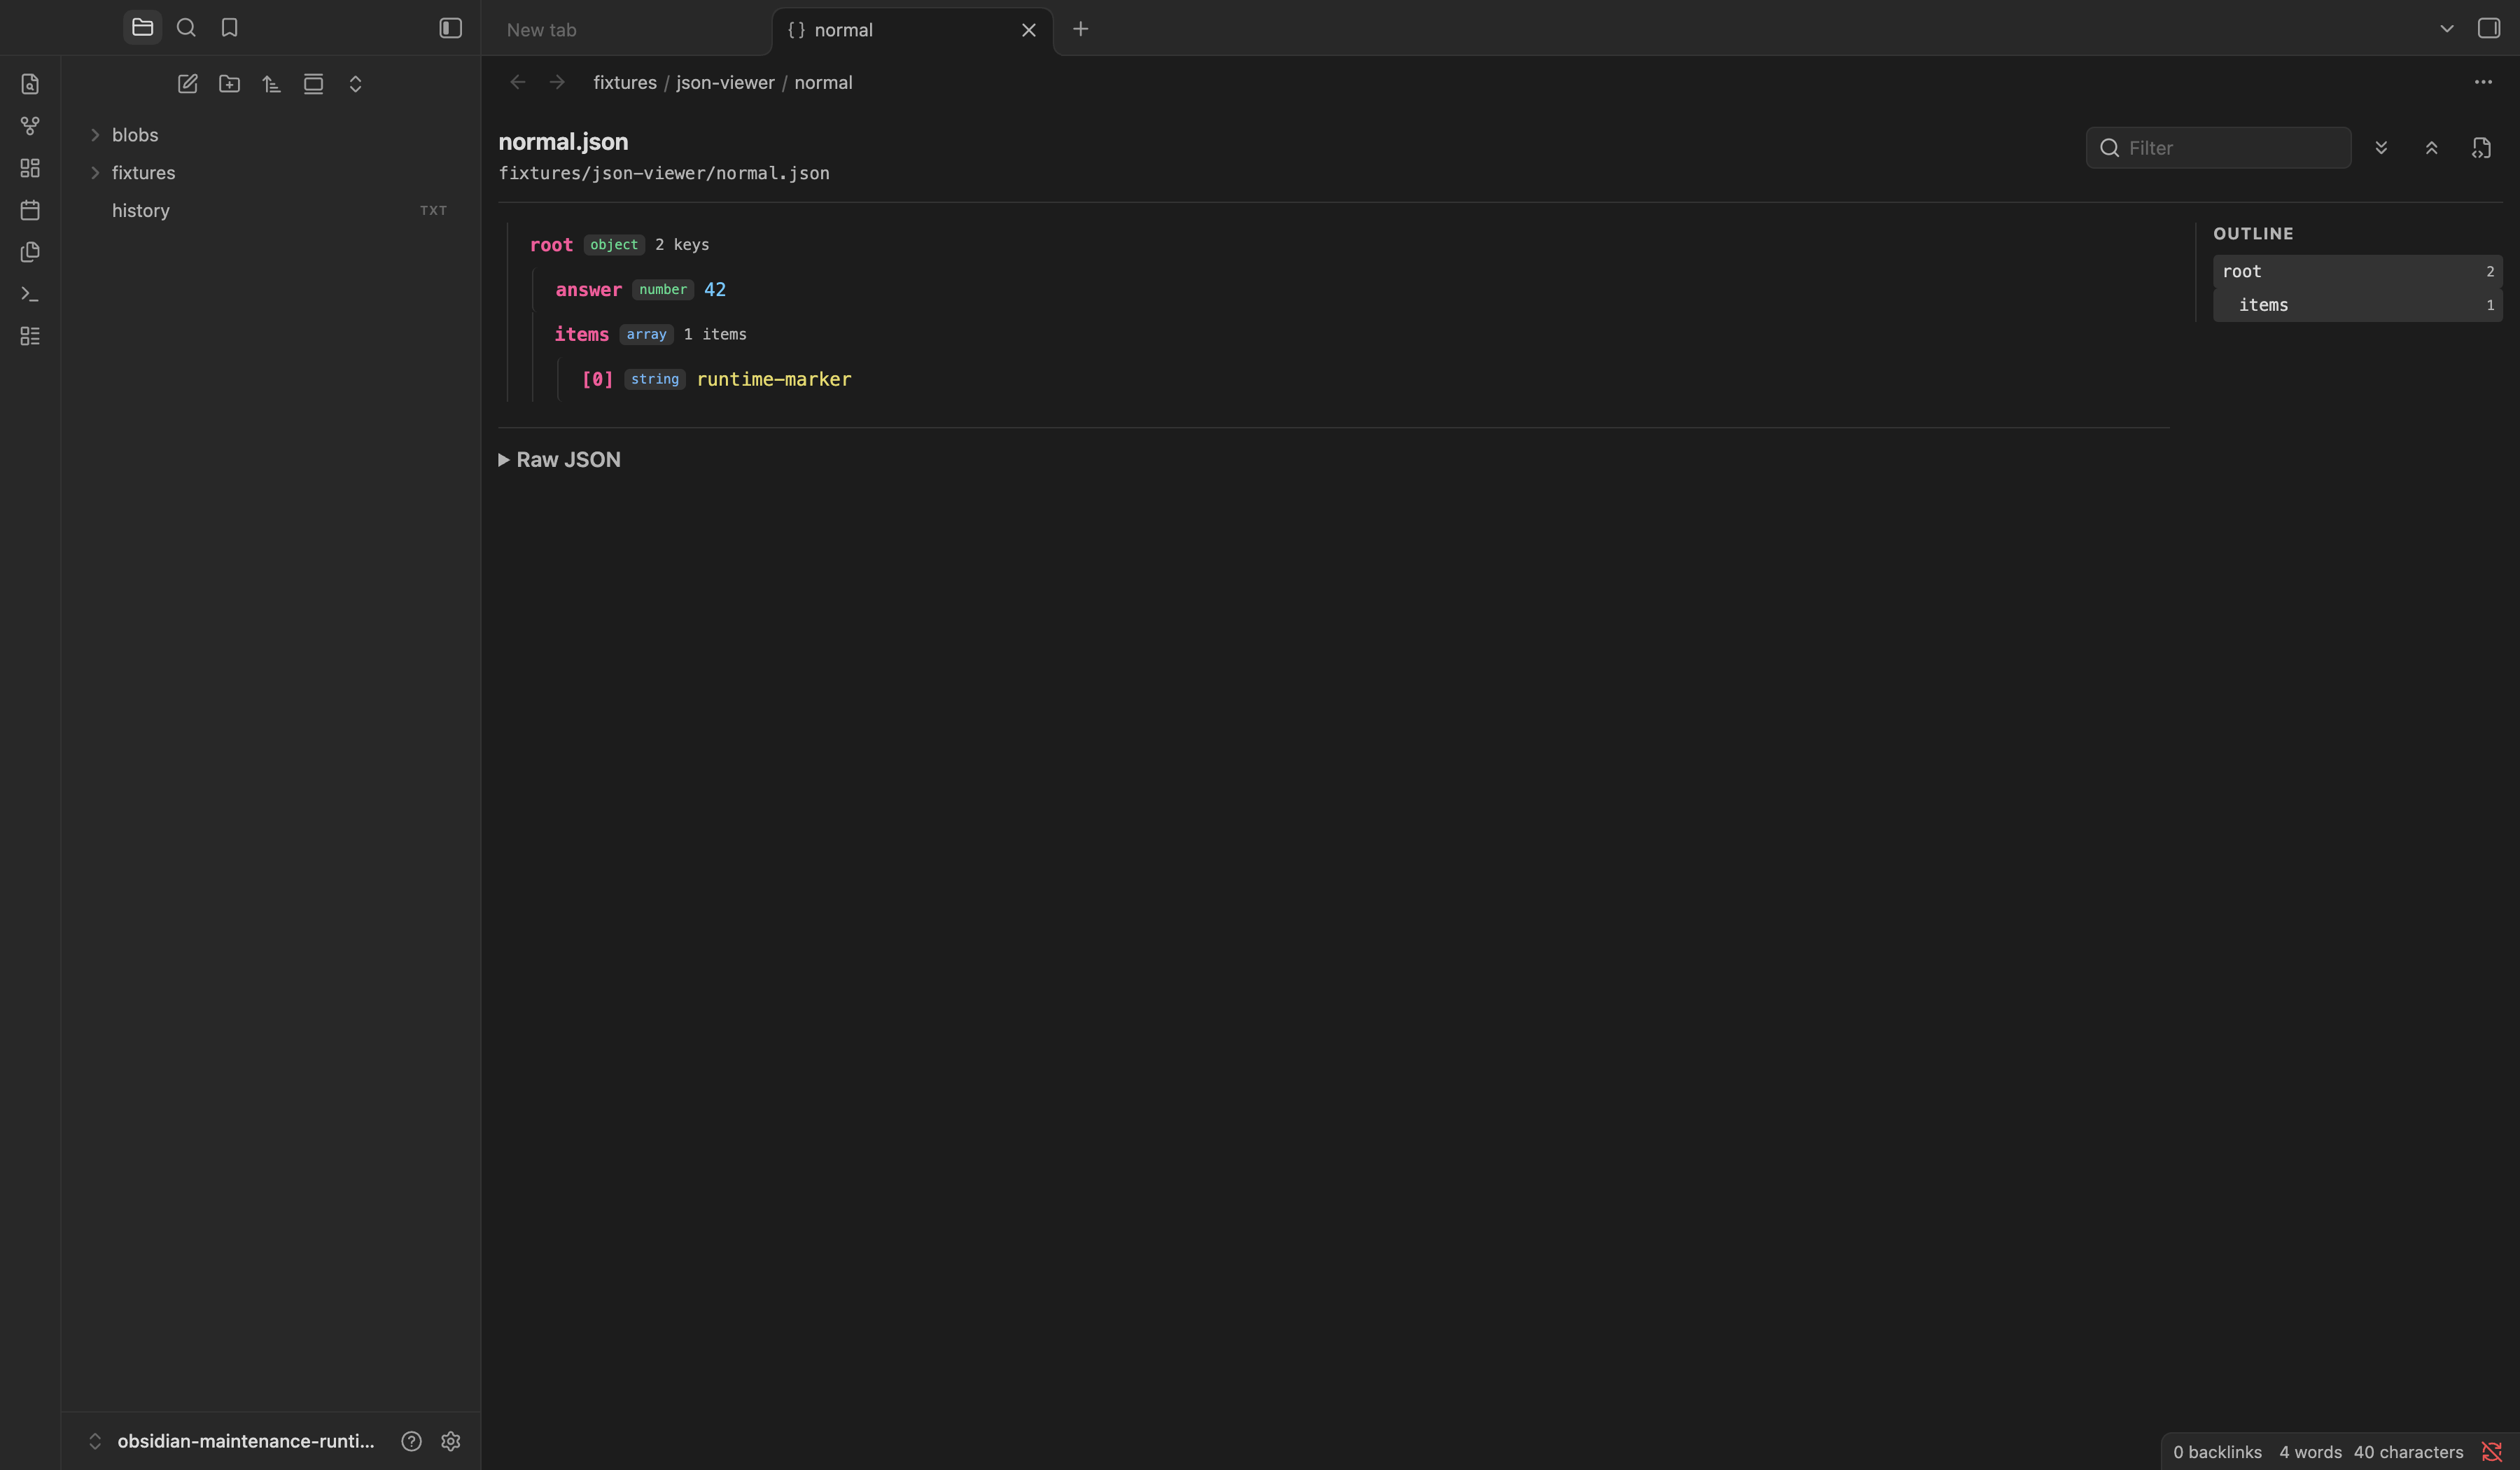 New tab
{} normal
fixtures / json-viewer / normal
blobs
fixtures
history TXT
normal.json
fixtures/json-viewer/normal.json
Filter
root object 2 keys
answer number 42
items array 1 items
[0] string runtime-marker
Raw JSON
OUTLINE
root 2
items 1
obsidian-maintenance-runti...
0 backlinks 4 words 40 characters